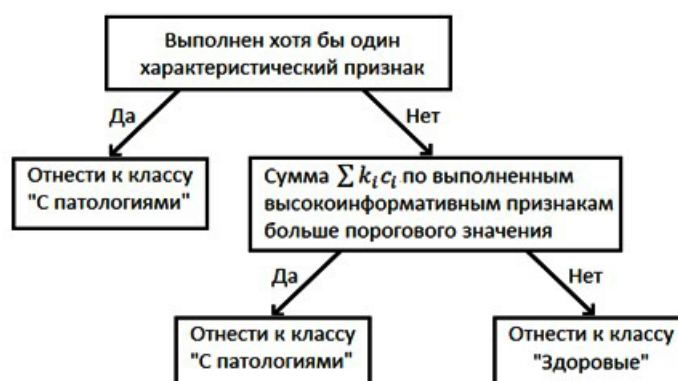 Выполнен хотя бы один
характеристический признак
Да
Нет
Отнести к классу
"С патологиями"
Сумма ∑ kᵢcᵢ по выполненным
высокоинформативным признакам
больше порогового значения
Да
Нет
Отнести к классу
"С патологиями"
Отнести к классу
"Здоровые"